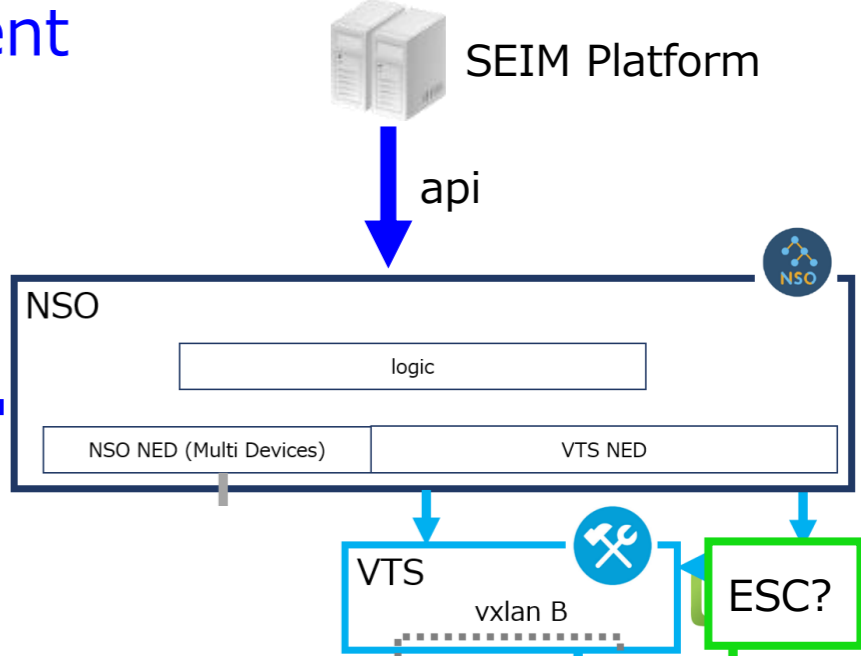 ent
SEIM Platform
api
NSO
NSO
logic
NSO NED (Multi Devices)
VTS NED
VTS
vxlan B
ESC?